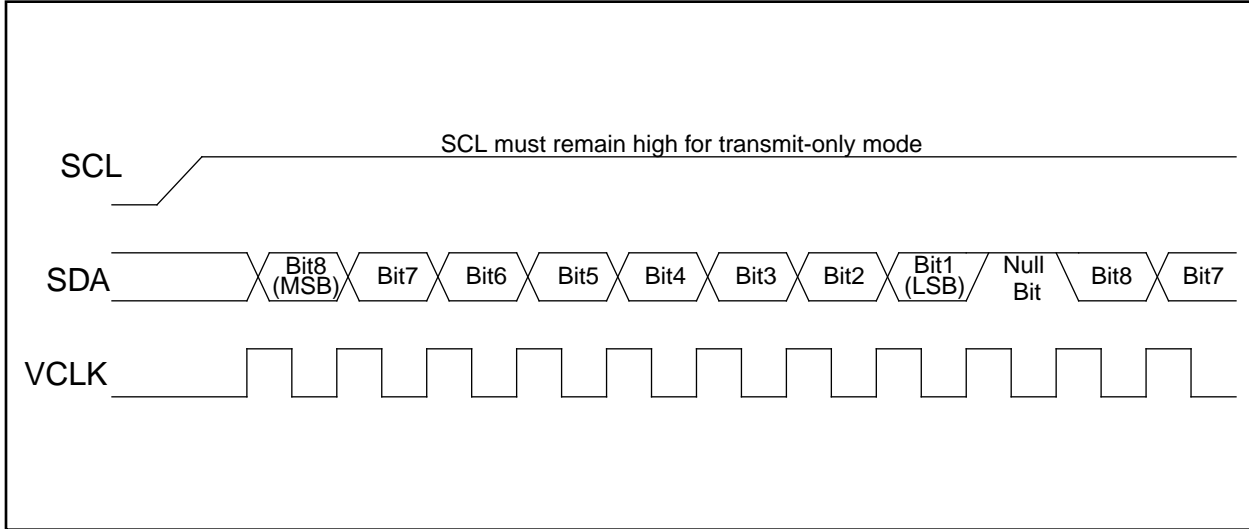 SCL must remain high for transmit-only mode
SCL
SDA
Bit8
(MSB)
Bit7
Bit6
Bit5
Bit4
Bit3
Bit2
Bit1
(LSB)
Null
Bit
Bit8
Bit7
VCLK